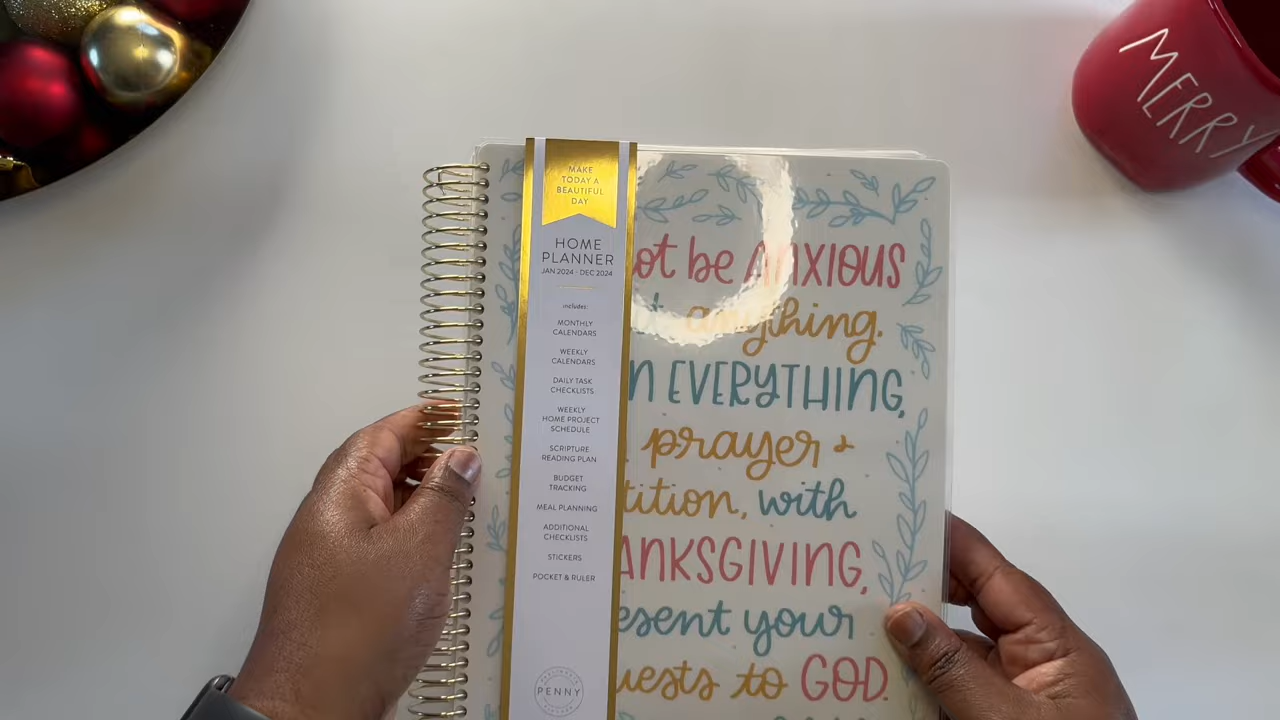 MAKE
TODAY A
BEAUTIFUL
DAY
HOME
PLANNER
JAN 2024 - DEC 2024
includes:
MONTHLY
CALENDARS
WEEKLY
CALENDARS
DAILY TASK
CHECKLISTS
WEEKLY
HOME PROJECT
SCHEDULE
SCRIPTURE
READING PLAN
BUDGET
TRACKING
MEAL PLANNING
ADDITIONAL
CHECKLISTS
STICKERS
POCKET & RULER
PENNY
ot be ANXIOUS
anything.
N EVERYTHING,
prayer &
tition, with
ANKSGIVING,
esent your
uests to GOD.
MERRY